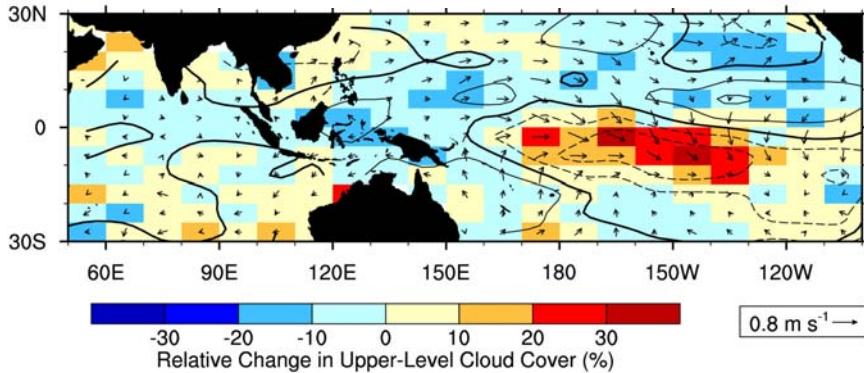 30N
0
30S
60E 90E 120E 150E 180 150W 120W
-30 -20 -10 0 10 20 30
0.8 m s⁻¹
Relative Change in Upper-Level Cloud Cover (%)